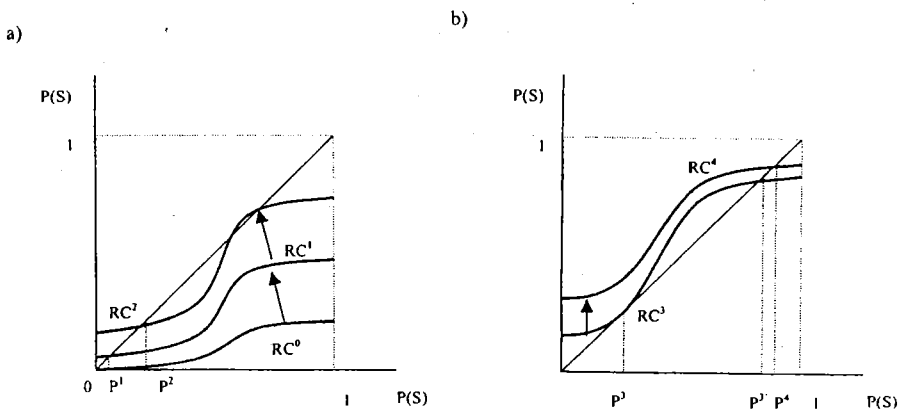 a)
P(S)
1
RC²
RC¹
RC⁰
0
P¹
P²
1
P(S)
b)
P(S)
1
RC⁴
RC³
P³
P³'
P⁴
1
P(S)